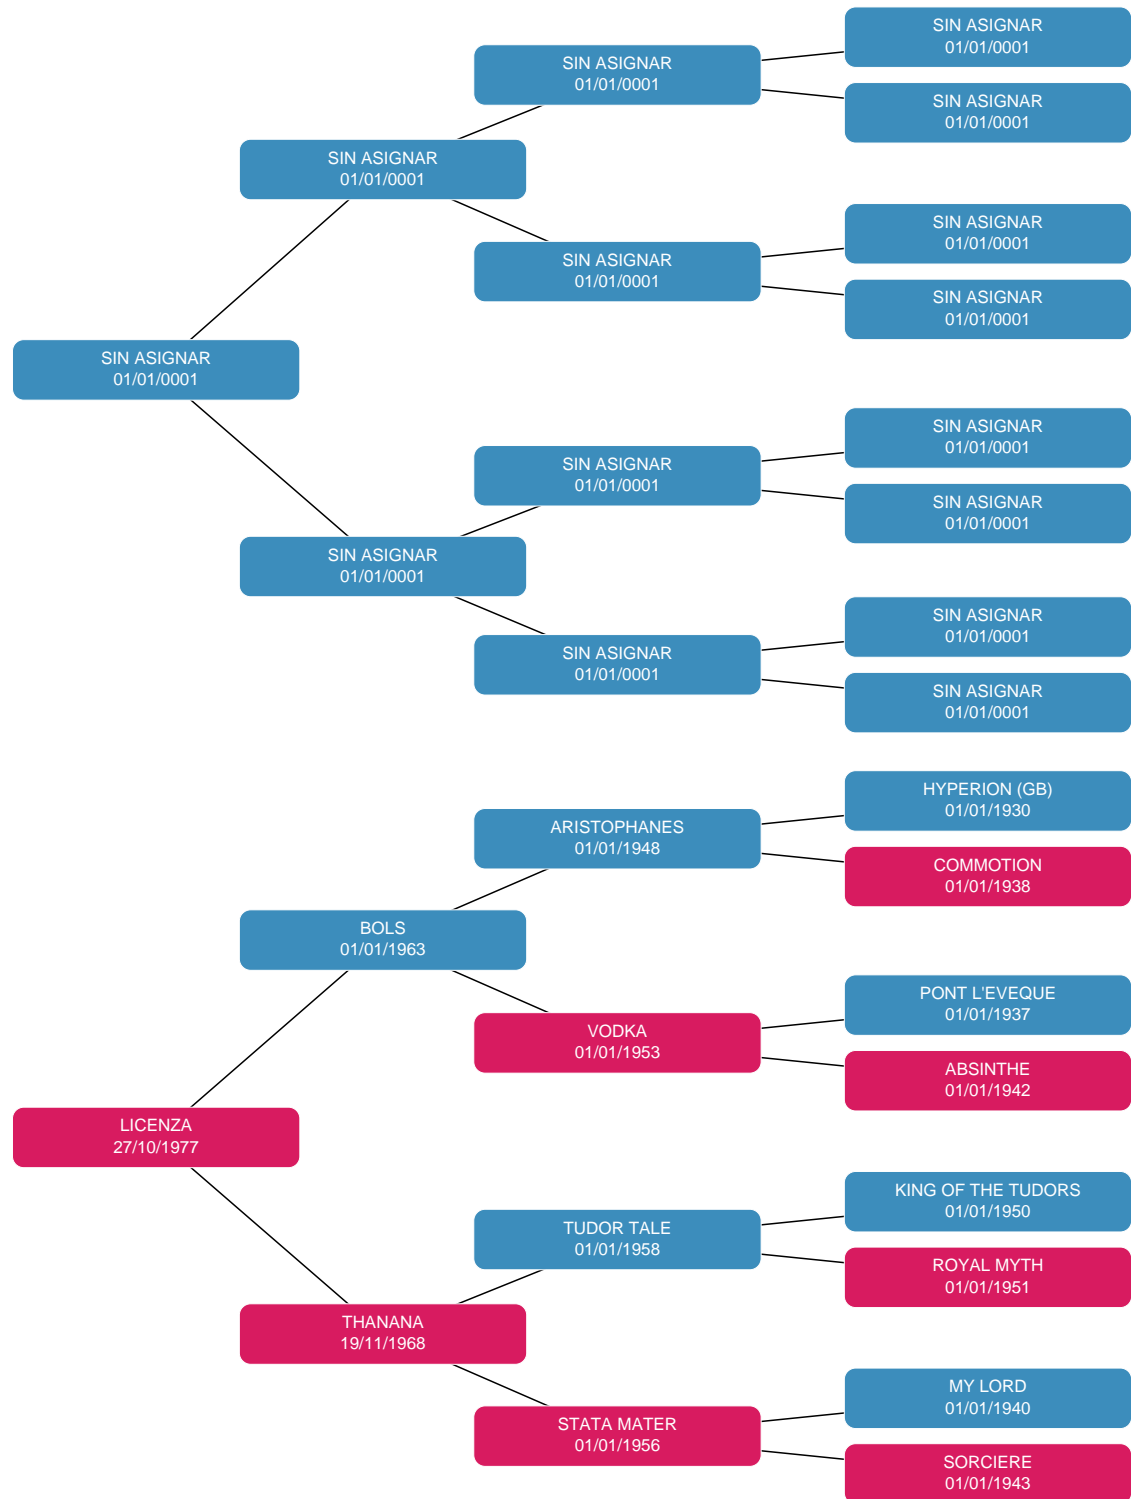 SIN ASIGNAR
01/01/0001
SIN ASIGNAR
01/01/0001
SIN ASIGNAR
01/01/0001
SIN ASIGNAR
01/01/0001
SIN ASIGNAR
01/01/0001
SIN ASIGNAR
01/01/0001
SIN ASIGNAR
01/01/0001
SIN ASIGNAR
01/01/0001
SIN ASIGNAR
01/01/0001
SIN ASIGNAR
01/01/0001
SIN ASIGNAR
01/01/0001
SIN ASIGNAR
01/01/0001
SIN ASIGNAR
01/01/0001
SIN ASIGNAR
01/01/0001
SIN ASIGNAR
01/01/0001
HYPERION (GB)
01/01/1930
ARISTOPHANES
01/01/1948
COMMOTION
01/01/1938
BOLS
01/01/1963
PONT L'EVEQUE
01/01/1937
VODKA
01/01/1953
ABSINTHE
01/01/1942
LICENZA
27/10/1977
KING OF THE TUDORS
01/01/1950
TUDOR TALE
01/01/1958
ROYAL MYTH
01/01/1951
THANANA
19/11/1968
MY LORD
01/01/1940
STATA MATER
01/01/1956
SORCIERE
01/01/1943